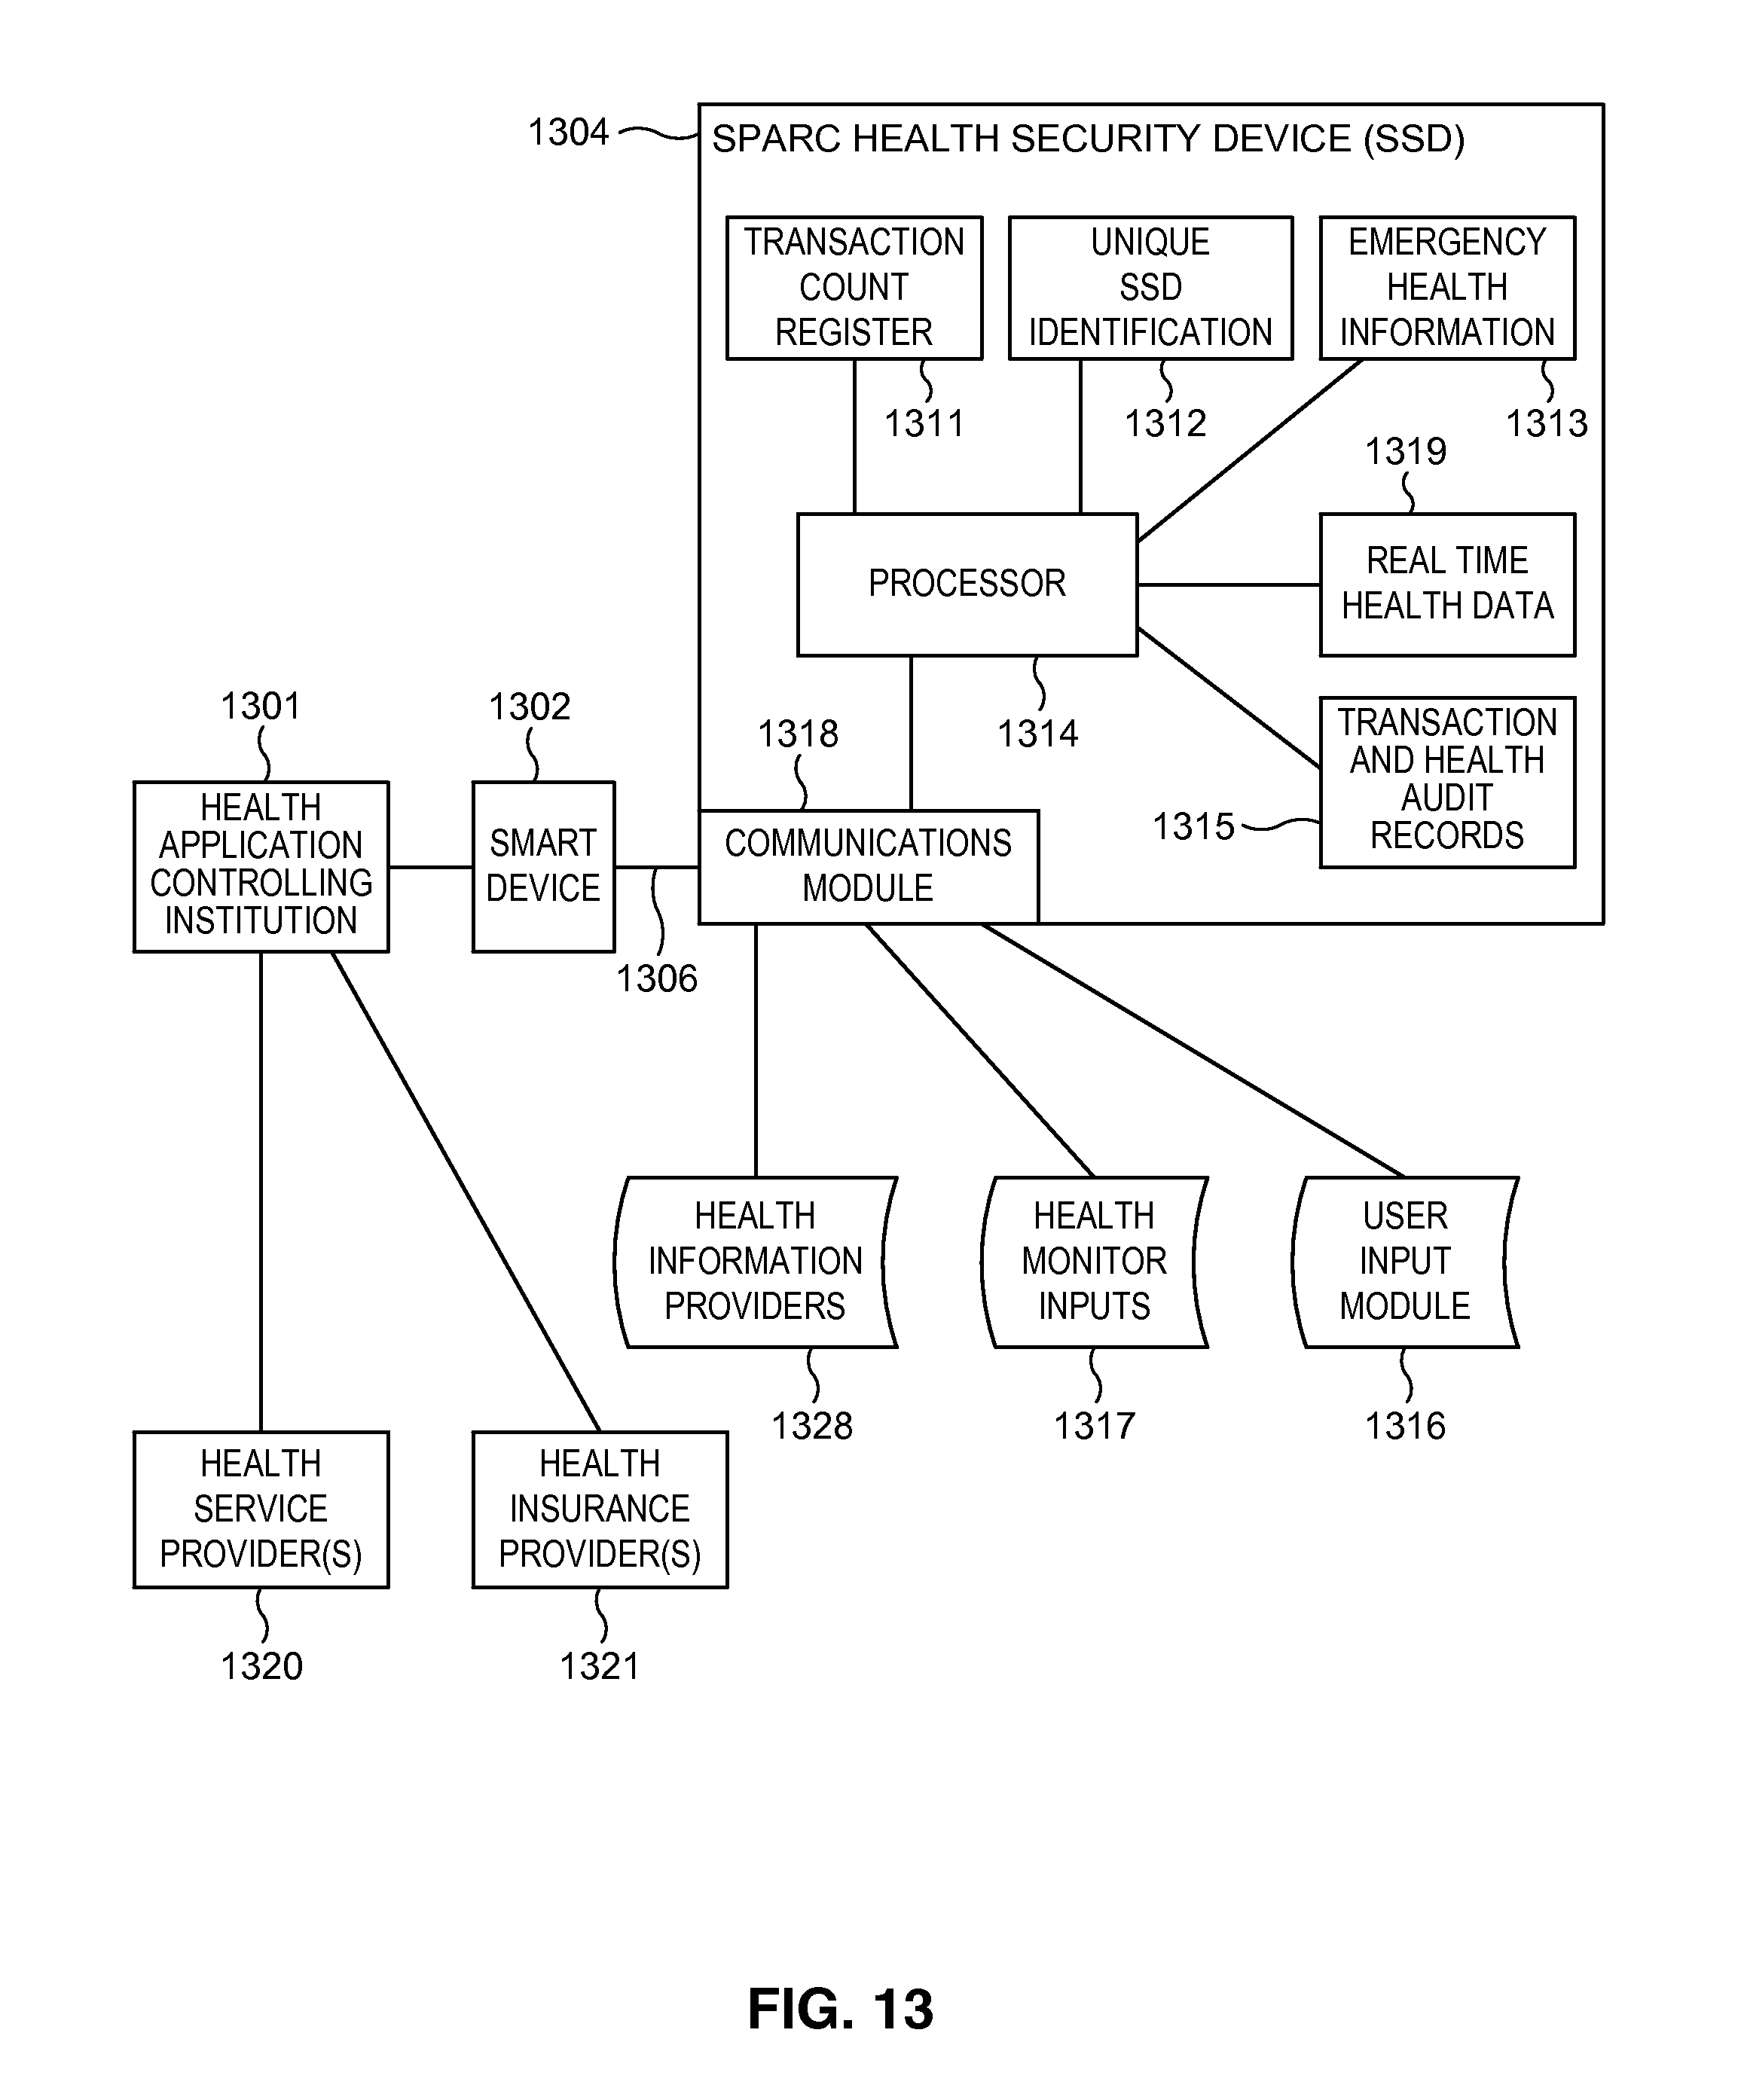 1304
SPARC HEALTH SECURITY DEVICE (SSD)
TRANSACTION
COUNT
REGISTER
1311
UNIQUE
SSD
IDENTIFICATION
1312
EMERGENCY
HEALTH
INFORMATION
1313
1319
REAL TIME
HEALTH DATA
PROCESSOR
1314
TRANSACTION
AND HEALTH
AUDIT
RECORDS
1315
1318
COMMUNICATIONS
MODULE
1301
HEALTH
APPLICATION
CONTROLLING
INSTITUTION
1302
SMART
DEVICE
1306
HEALTH
INFORMATION
PROVIDERS
1328
HEALTH
MONITOR
INPUTS
1317
USER
INPUT
MODULE
1316
HEALTH
SERVICE
PROVIDER(S)
1320
HEALTH
INSURANCE
PROVIDER(S)
1321
FIG. 13